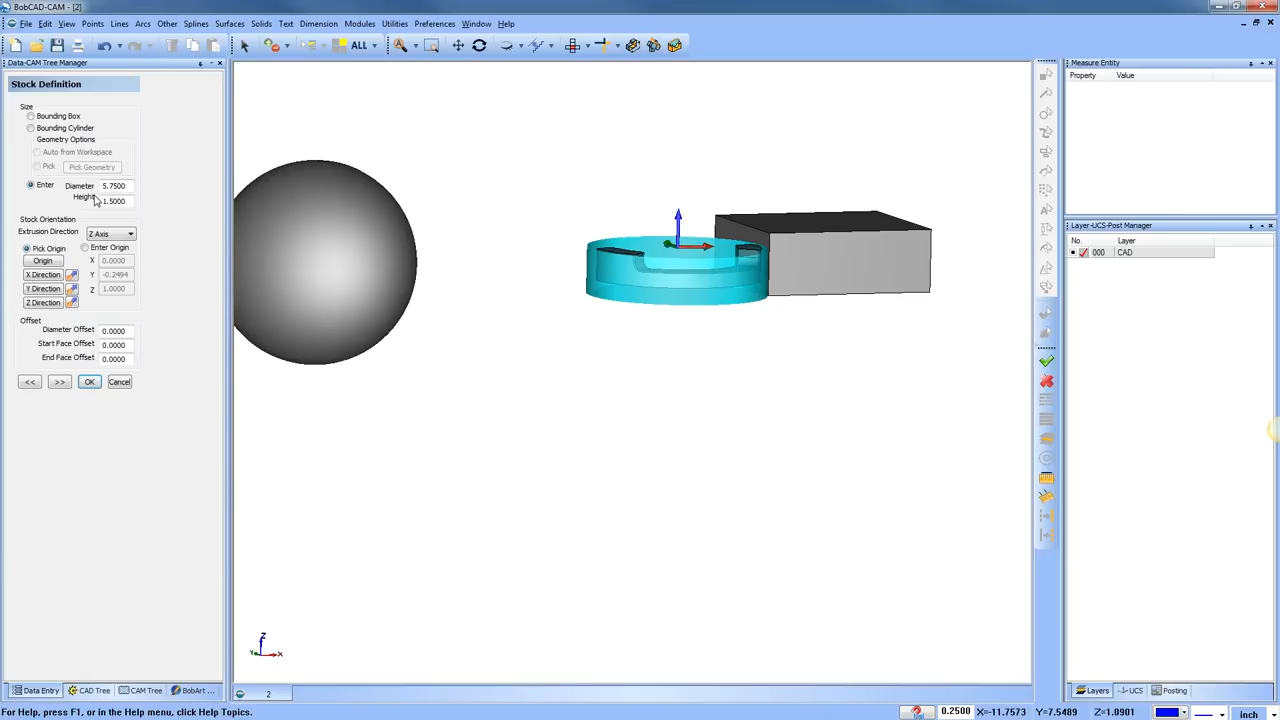 BobCAD-CAM - [2]
File Edit View Points Lines Arcs Other Splines Surfaces Solids Text Dimension Modules Utilities Preferences Window Help
ALL
Data-CAM Tree Manager
Stock Definition
Size
Bounding Box
Bounding Cylinder
Geometry Options
Auto from Workspace
Pick Pick Geometry
Enter Diameter 5.7500
Height 1.5000
Stock Orientation
Extrusion Direction Z Axis
Pick Origin Enter Origin
Origin X 0.0000
X Direction Y -0.2494
Y Direction Z 1.0000
Z Direction
Offset
Diameter Offset 0.0000
Start Face Offset 0.0000
End Face Offset 0.0000
<< >> OK Cancel
Z
Y X
Measure Entity
Property Value
Layer-UCS-Post Manager
No. Layer
000 CAD
Data Entry CAD Tree CAM Tree BobArt ...
2
Layers UCS Posting
For Help, press F1, or in the Help menu, click Help Topics.
0.2500 X=-11.7573 Y=7.5489 Z=1.0901 inch